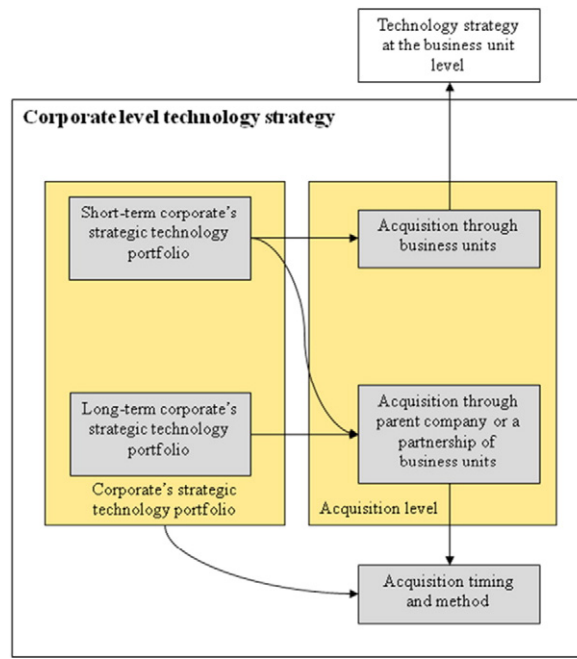 Technology strategy
at the business unit
level
Corporate level technology strategy
Short-term corporate's
strategic technology
portfolio
Acquisition through
business units
Long-term corporate's
strategic technology
portfolio
Acquisition through
parent company or a
partnership of
business units
Corporate's strategic
technology portfolio
Acquisition level
Acquisition timing
and method